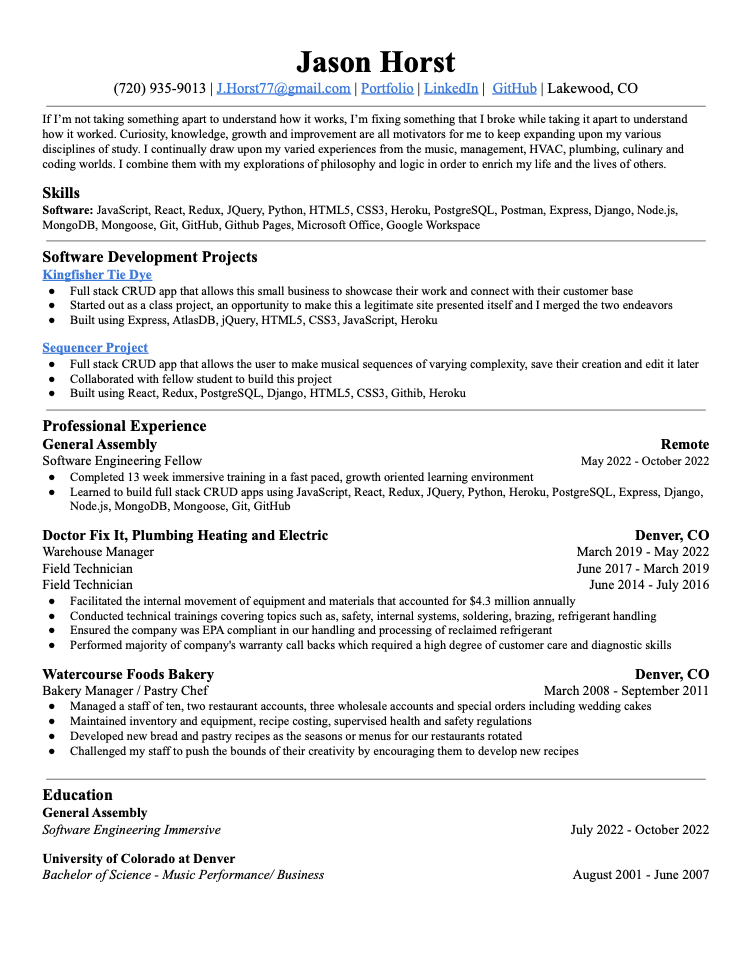 Jason Horst
(720) 935-9013 | J.Horst77@gmail.com | Portfolio | LinkedIn | GitHub | Lakewood, CO
If I'm not taking something apart to understand how it works, I'm fixing something that I broke while taking it apart to understand
how it worked. Curiosity, knowledge, growth and improvement are all motivators for me to keep expanding upon my various
disciplines of study. I continually draw upon my varied experiences from the music, management, HVAC, plumbing, culinary and
coding worlds. I combine them with my explorations of philosophy and logic in order to enrich my life and the lives of others.
Skills
Software: JavaScript, React, Redux, JQuery, Python, HTML5, CSS3, Heroku, PostgreSQL, Postman, Express, Django, Node.js,
MongoDB, Mongoose, Git, GitHub, Github Pages, Microsoft Office, Google Workspace
Software Development Projects
Kingfisher Tie Dye
● Full stack CRUD app that allows this small business to showcase their work and connect with their customer base
● Started out as a class project, an opportunity to make this a legitimate site presented itself and I merged the two endeavors
● Built using Express, AtlasDB, jQuery, HTML5, CSS3, JavaScript, Heroku
Sequencer Project
● Full stack CRUD app that allows the user to make musical sequences of varying complexity, save their creation and edit it later
● Collaborated with fellow student to build this project
● Built using React, Redux, PostgreSQL, Django, HTML5, CSS3, Githib, Heroku
Professional Experience
General Assembly Remote
Software Engineering Fellow May 2022 - October 2022
● Completed 13 week immersive training in a fast paced, growth oriented learning environment
● Learned to build full stack CRUD apps using JavaScript, React, Redux, JQuery, Python, Heroku, PostgreSQL, Express, Django,
Node.js, MongoDB, Mongoose, Git, GitHub
Doctor Fix It, Plumbing Heating and Electric Denver, CO
Warehouse Manager March 2019 - May 2022
Field Technician June 2017 - March 2019
Field Technician June 2014 - July 2016
● Facilitated the internal movement of equipment and materials that accounted for $4.3 million annually
● Conducted technical trainings covering topics such as, safety, internal systems, soldering, brazing, refrigerant handling
● Ensured the company was EPA compliant in our handling and processing of reclaimed refrigerant
● Performed majority of company's warranty call backs which required a high degree of customer care and diagnostic skills
Watercourse Foods Bakery Denver, CO
Bakery Manager / Pastry Chef March 2008 - September 2011
● Managed a staff of ten, two restaurant accounts, three wholesale accounts and special orders including wedding cakes
● Maintained inventory and equipment, recipe costing, supervised health and safety regulations
● Developed new bread and pastry recipes as the seasons or menus for our restaurants rotated
● Challenged my staff to push the bounds of their creativity by encouraging them to develop new recipes
Education
General Assembly
Software Engineering Immersive July 2022 - October 2022
University of Colorado at Denver
Bachelor of Science - Music Performance/ Business August 2001 - June 2007